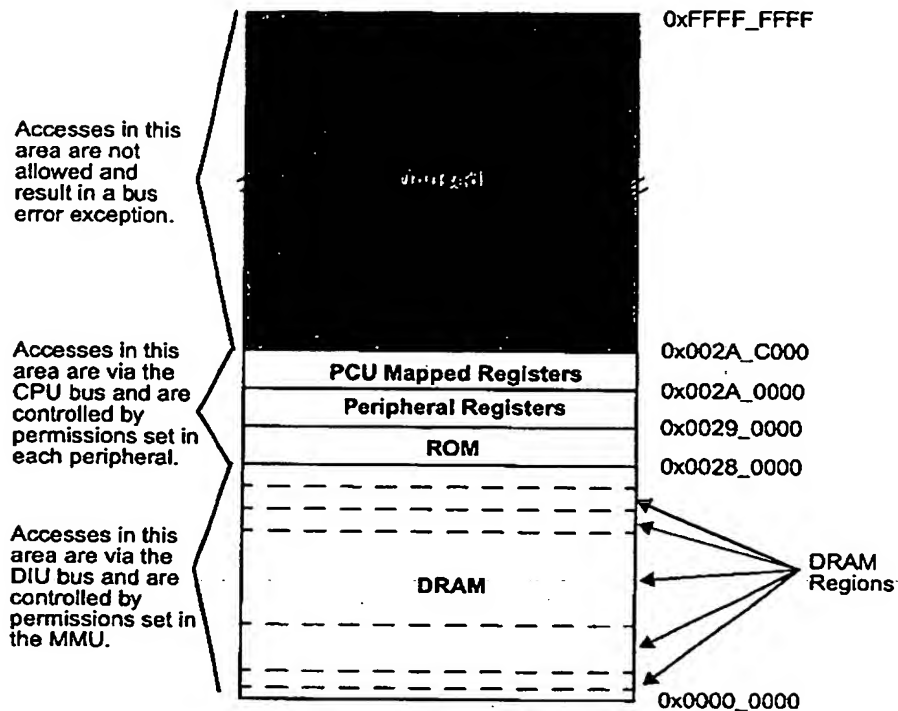 0xFFFF_FFFF
Accesses in this
area are not
allowed and
result in a bus
error exception.
0x002A_C000
Accesses in this
area are via the
CPU bus and are
controlled by
permissions set in
each peripheral.
PCU Mapped Registers
0x002A_0000
Peripheral Registers
0x0029_0000
ROM
0x0028_0000
Accesses in this
area are via the
DIU bus and are
controlled by
permissions set in
the MMU.
DRAM
DRAM
Regions
0x0000_0000